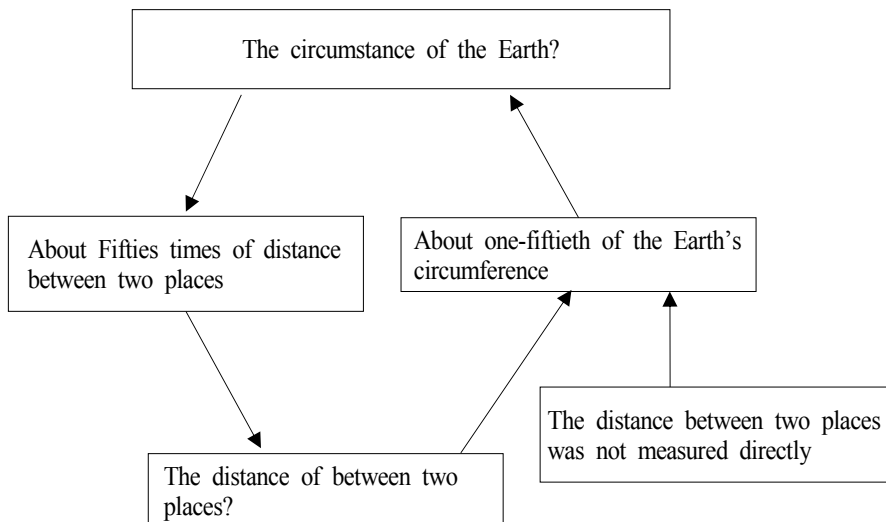 The circumstance of the Earth?
About Fifties times of distance
between two places
About one-fiftieth of the Earth's
circumference
The distance between two places
was not measured directly
The distance of between two
places?